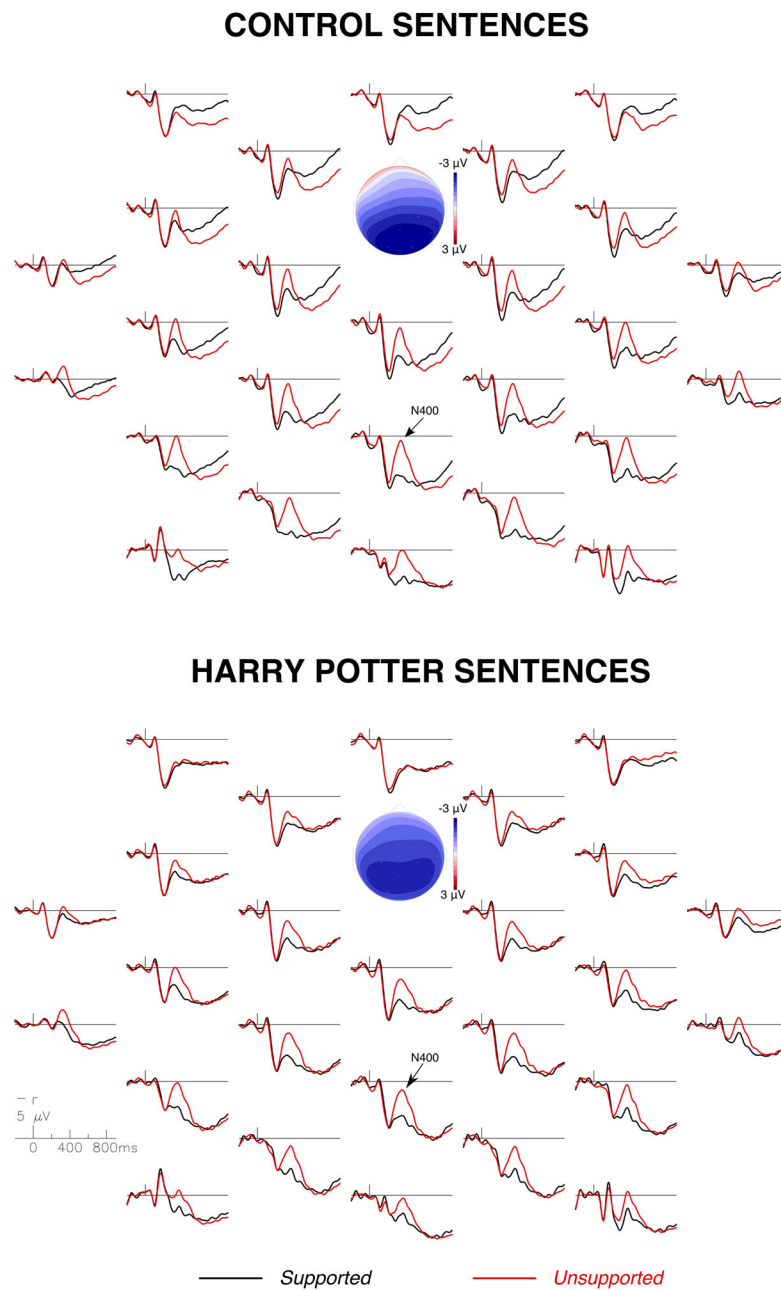 CONTROL SENTENCES
-3 µV
3 µV
N400
HARRY POTTER SENTENCES
-3 µV
3 µV
N400
5 µV
0 400 800ms
Supported Unsupported